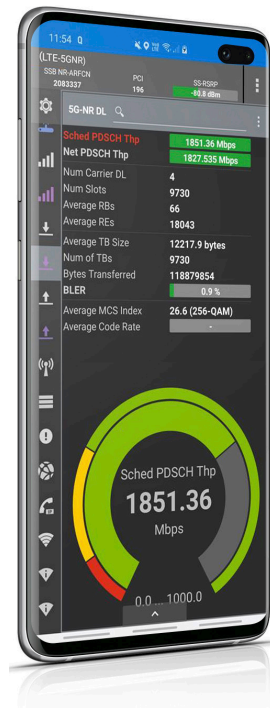 11:54
(LTE-5GNR)
SSB NR-ARFCN PCI SS-RSRP
2083337 196 -80.8 dBm
5G-NR DL
Sched PDSCH Thp 1851.36 Mbps
Net PDSCH Thp 1827.535 Mbps
Num Carrier DL 4
Num Slots 9730
Average RBs 66
Average REs 18043
Average TB Size 12217.9 bytes
Num of TBs 9730
Bytes Transferred 118879854
BLER 0.9 %
Average MCS Index 26.6 (256-QAM)
Average Code Rate -
Sched PDSCH Thp
1851.36
Mbps
0.0 ... 1000.0